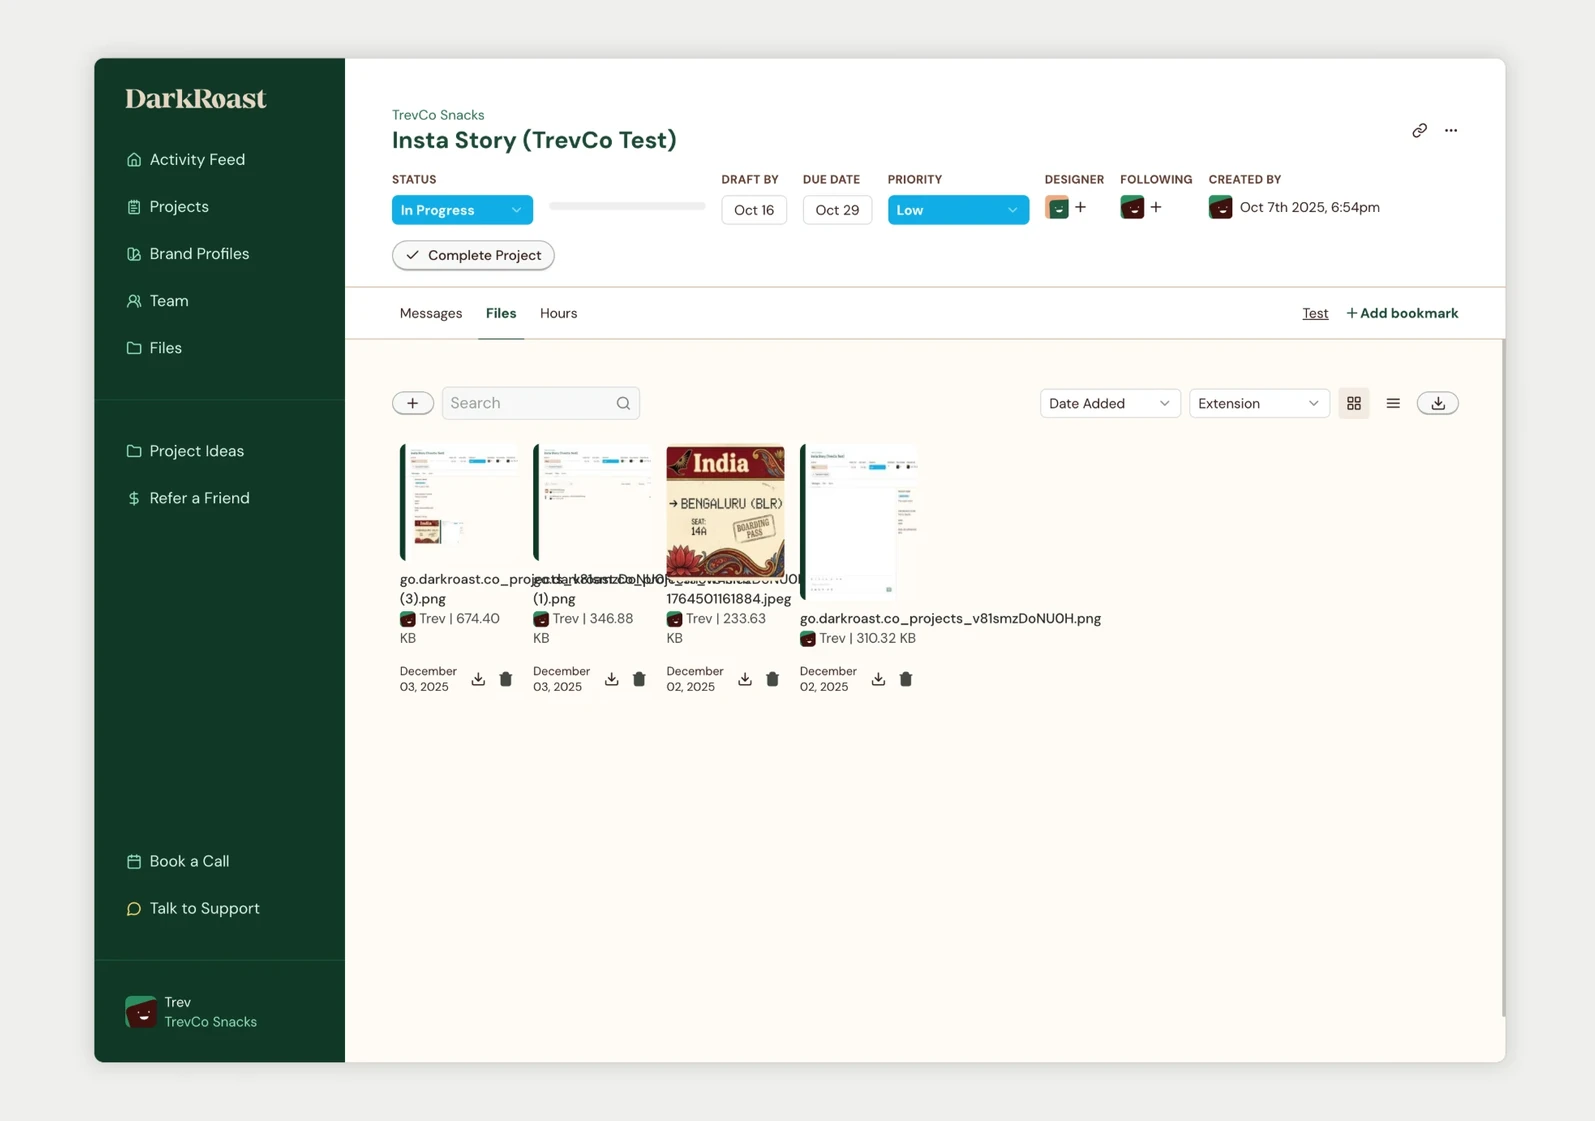 DarkRoast
Activity Feed
Projects
Brand Profiles
Team
Files
Project Ideas
Refer a Friend
Book a Call
Talk to Support
Trev
TrevCo Snacks
TrevCo Snacks
Insta Story (TrevCo Test)
STATUS
In Progress
DRAFT BY
Oct 16
DUE DATE
Oct 29
PRIORITY
Low
DESIGNER
FOLLOWING
CREATED BY
Oct 7th 2025, 6:54pm
Complete Project
Messages
Files
Hours
Test
+ Add bookmark
Search
Date Added
Extension
(3).png
Trev | 674.40
KB
December
03, 2025
(1).png
Trev | 346.88
KB
December
03, 2025
India
→ BENGALURU (BLR)
SEAT:
14A
BOARDING
PASS
1764501161884.jpeg
Trev | 233.63
KB
December
02, 2025
go.darkroast.co_projects_v81smzDoNU0H.png
Trev | 310.32 KB
December
02, 2025